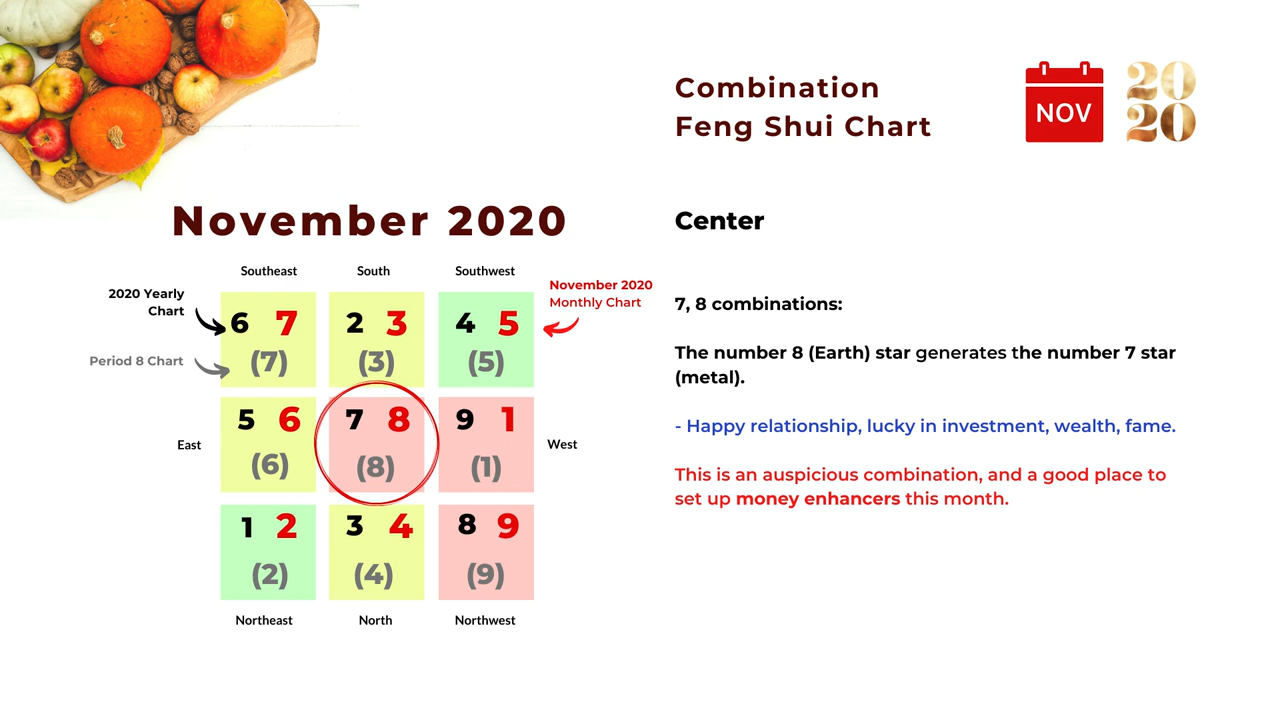 Combination
Feng Shui Chart
NOV
20
20
November 2020
Southeast South Southwest
2020 Yearly
Chart
Period 8 Chart
November 2020
Monthly Chart
6 7 2 3 4 5
(7) (3) (5)
East
5 6 7 8 9 1
(6) (8) (1)
West
1 2 3 4 8 9
(2) (4) (9)
Northeast North Northwest
Center
7, 8 combinations:
The number 8 (Earth) star generates the number 7 star
(metal).
- Happy relationship, lucky in investment, wealth, fame.
This is an auspicious combination, and a good place to
set up money enhancers this month.